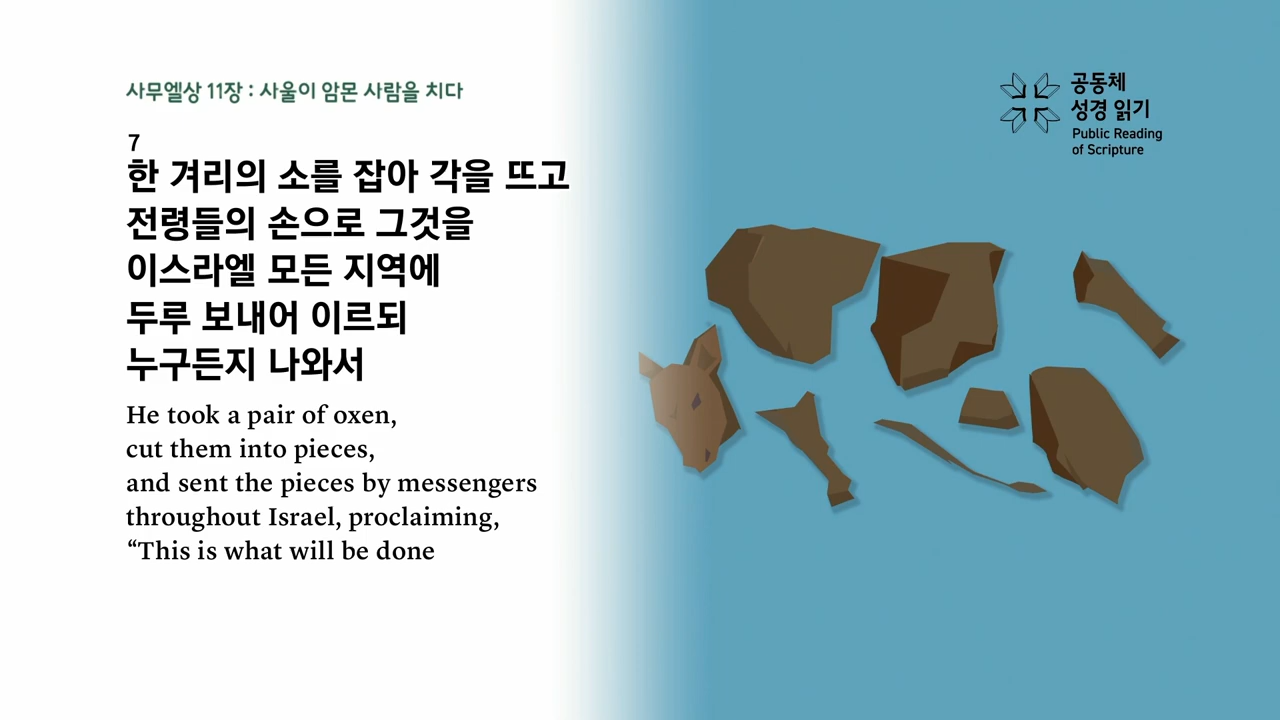 사무엘상 11장 : 사울이 암몬 사람을 치다
7
한 겨리의 소를 잡아 각을 뜨고
전령들의 손으로 그것을
이스라엘 모든 지역에
두루 보내어 이르되
누구든지 나와서
He took a pair of oxen,
cut them into pieces,
and sent the pieces by messengers
throughout Israel, proclaiming,
“This is what will be done
공동체
성경 읽기
Public Reading
of Scripture